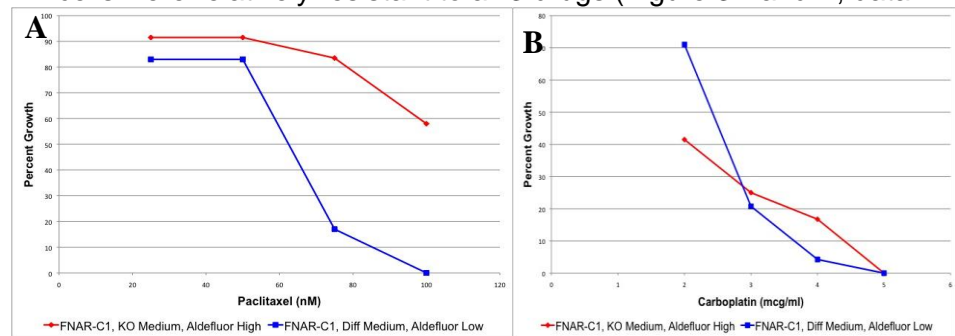 A
100
90
80
70
60
50
40
30
20
10
0
Percent Growth
0 20 40 60 80 100 120
Paclitaxel (nM)
FNAR-C1, KO Medium, Aldefluor High FNAR-C1, Diff Medium, Aldefluor Low
B
80
70
60
50
40
30
20
10
0
Percent Growth
0 1 2 3 4 5 6
Carboplatin (mcg/ml)
FNAR-C1, KO Medium, Aldefluor High FNAR-C1, Diff Medium, Aldefluor Low